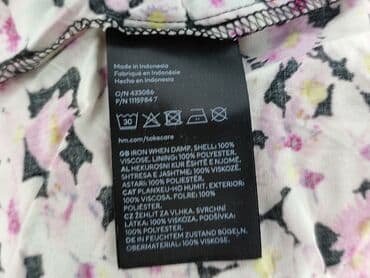 Made in Indonesia
Fabriqué en Indonésie
Hecho en Indonesia
O/N 433086
P/N 1115984 7
30
hm.com/takecare
GB IRON WHEN DAMP, SHELL: 100%
VISCOSE. LINING: 100% POLYESTER.
AL HEKUROSNI KUR ËSHTË E NJOMË.
SHTRESA E JASHTME: 100% VISKOZË.
ASTARI: 100% POLIESTER
CAT PLANXEU-HO HUMIT. EXTERIOR:
100% VISCOSA, FOLRE: 100%
POLIÈSTER.
CZ ŽEHLIT ZA VLHKA. SVRCHNÍ
LÁTKA: 100% VISKÓZA, PODŠÍVKA:
100% POLYESTER.
DE IN FEUCHTEM ZUSTAND BÜGELN.
OBERMATERIAL: 100% VISKOSE.